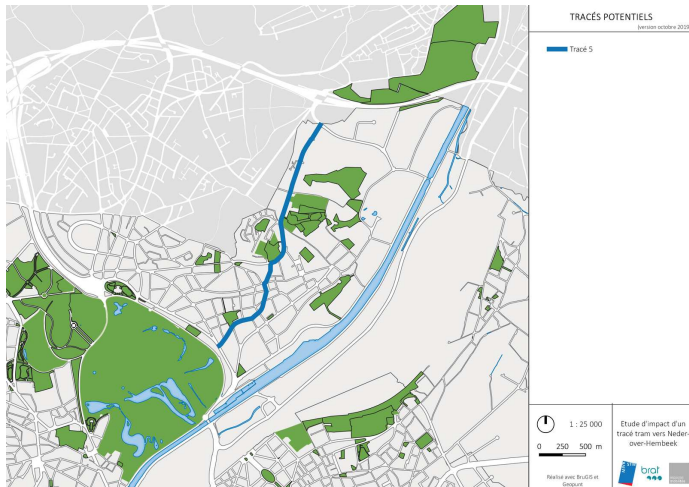 TRACÉS POTENTIELS
(version octobre 2019)
Tracé 5
1 : 25 000
0 250 500 m
Réalisé avec BruGIS et
Geopunt
Etude d'impact d'un
tracé tram vers Neder-
over-Hembeek
brat